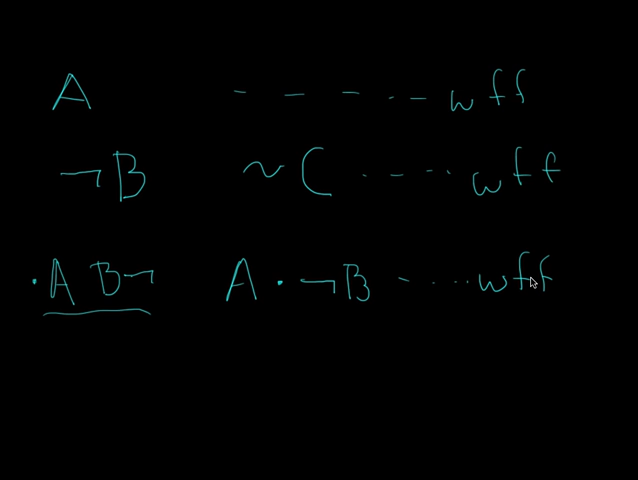 A - - - - - wff
¬B ~C - - - - wff
·A B¬ A · ¬B - ... wff